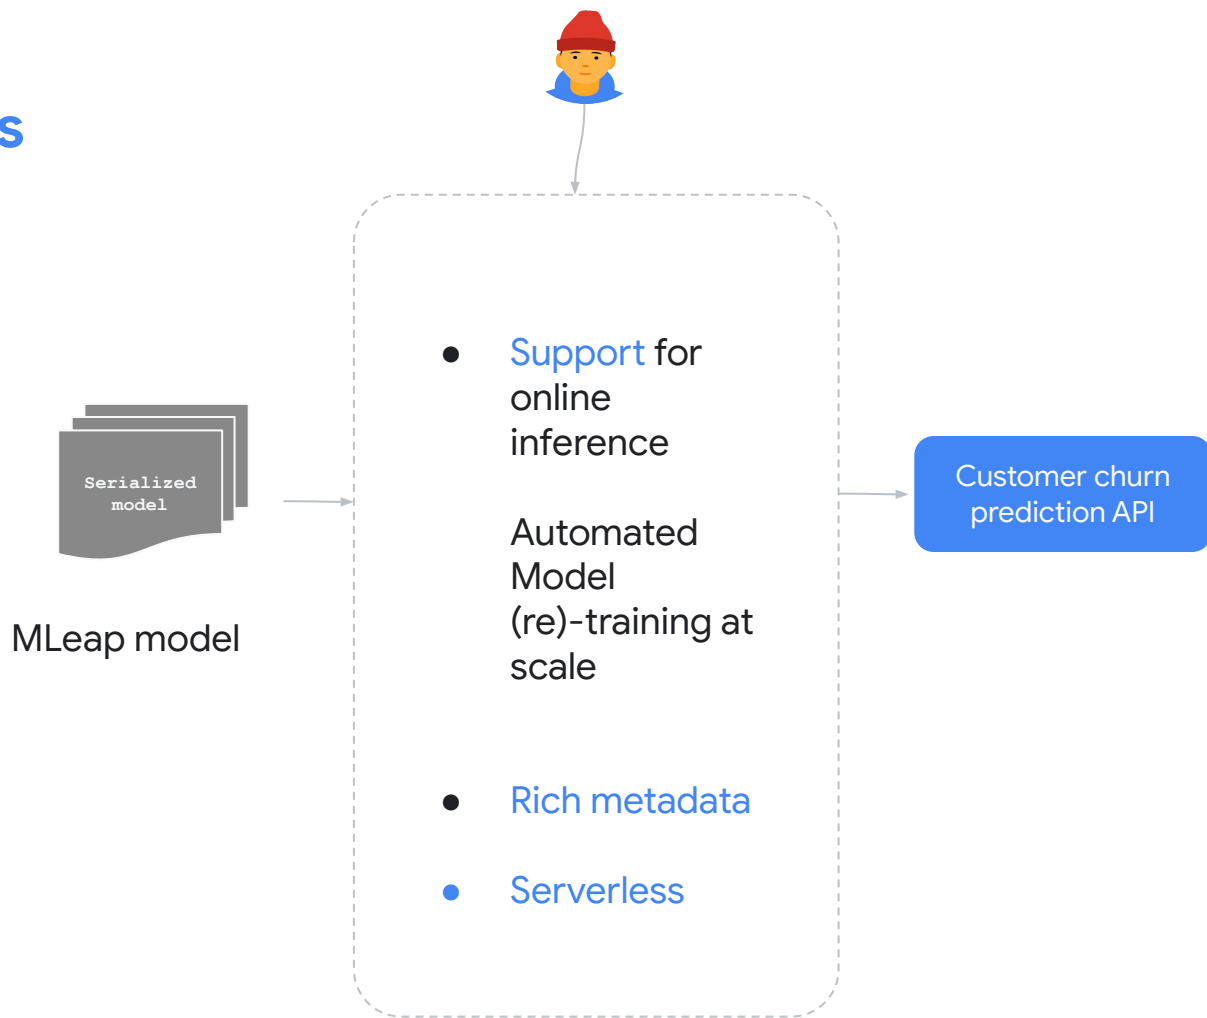 s
Support for
online
inference
Automated
Model
(re)-training at
scale
Rich metadata
Serverless
Serialized
model
MLeap model
Customer churn
prediction API